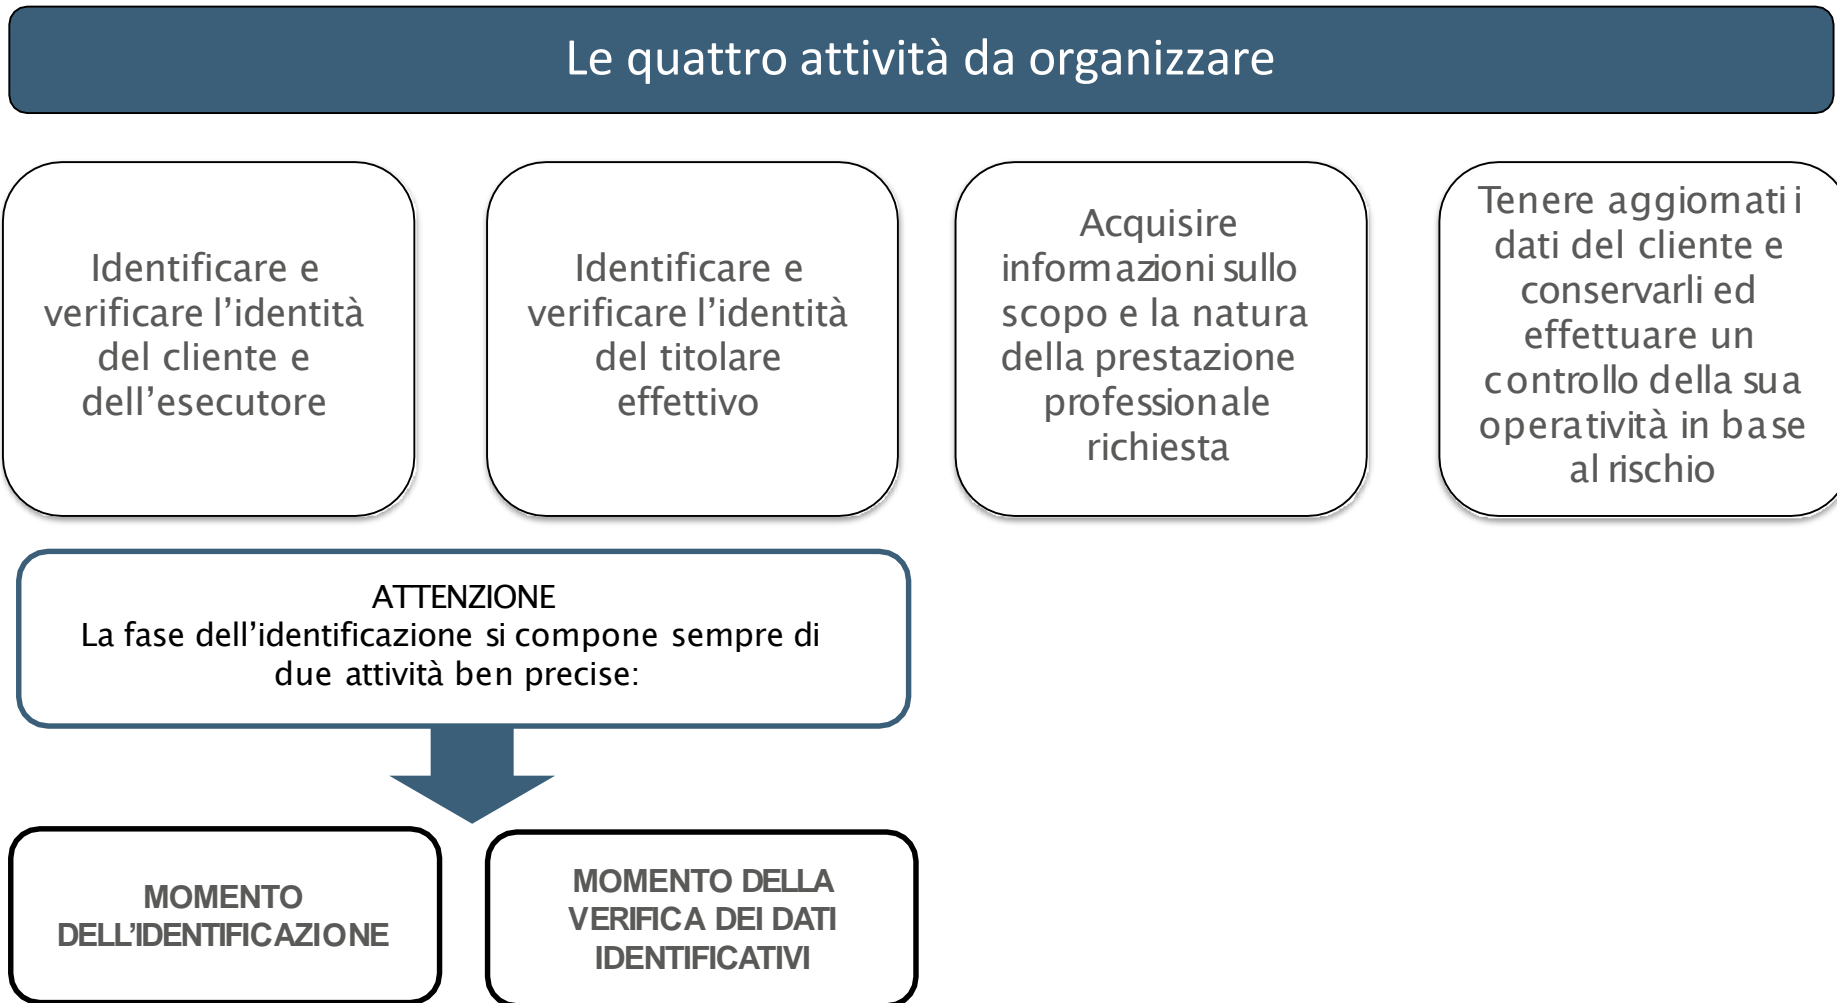 Le quattro attività da organizzare
Identificare e
verificare l’identità
del cliente e
dell’esecutore
Identificare e
verificare l’identità
del titolare
effettivo
Acquisire
informazioni sullo
scopo e la natura
della prestazione
professionale
richiesta
Tenere aggiornati i
dati del cliente e
conservarli ed
effettuare un
controllo della sua
operatività in base
al rischio
ATTENZIONE
La fase dell’identificazione si compone sempre di
due attività ben precise:
MOMENTO
DELL’IDENTIFICAZIONE
MOMENTO DELLA
VERIFICA DEI DATI
IDENTIFICATIVI